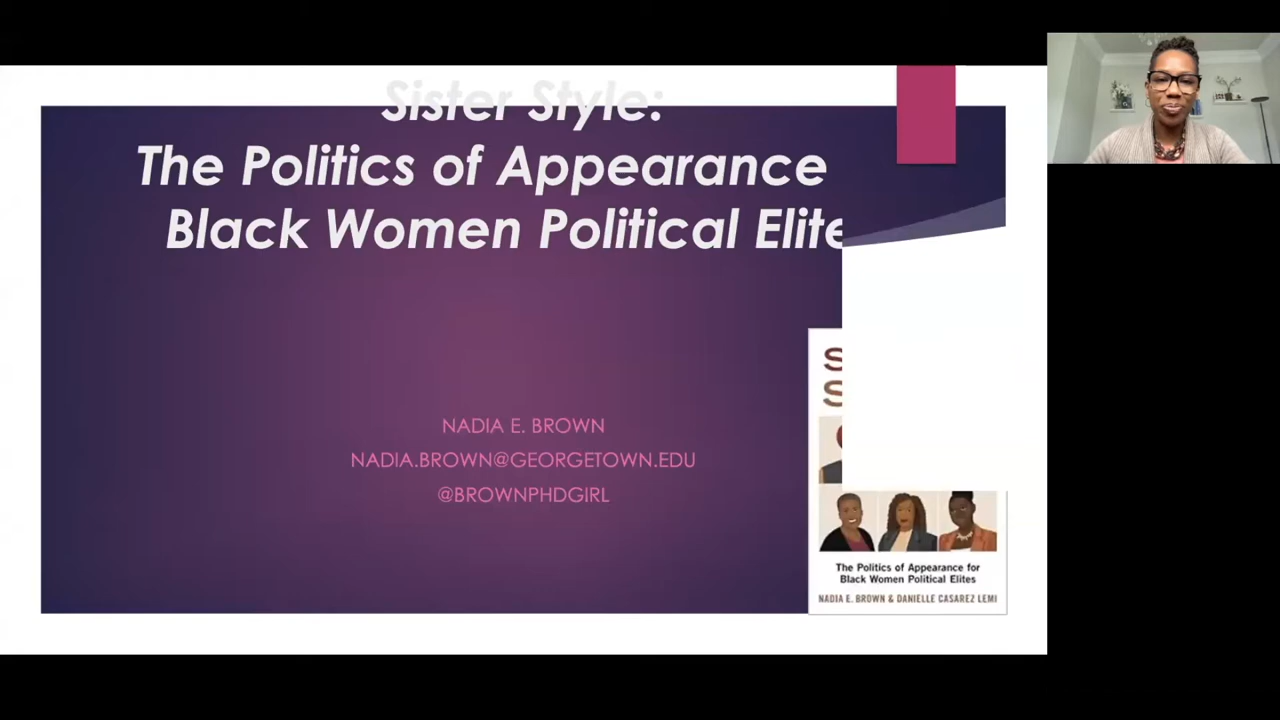 Sister Style:
The Politics of Appearance
Black Women Political Elite
NADIA E. BROWN
NADIA.BROWN@GEORGETOWN.EDU
@BROWNPHDGIRL
S
S
The Politics of Appearance for
Black Women Political Elites
NADIA E. BROWN & DANIELLE CASAREZ LEMI